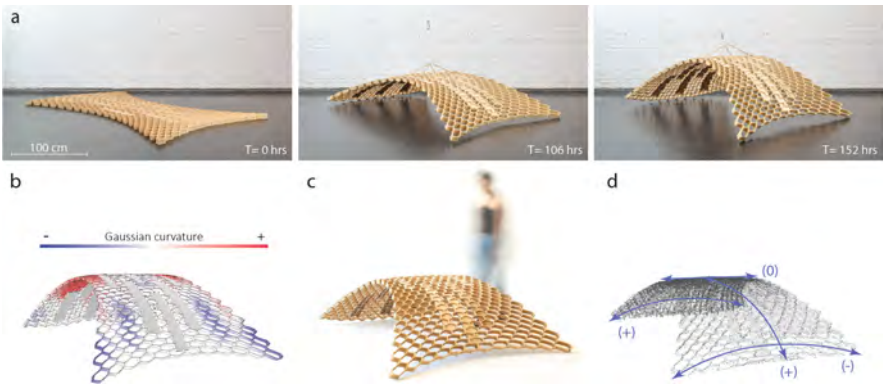 a
100 cm
T= 0 hrs
T= 106 hrs
T= 152 hrs
b
- Gaussian curvature +
c
d
(0)
(+)
(+)
(-)